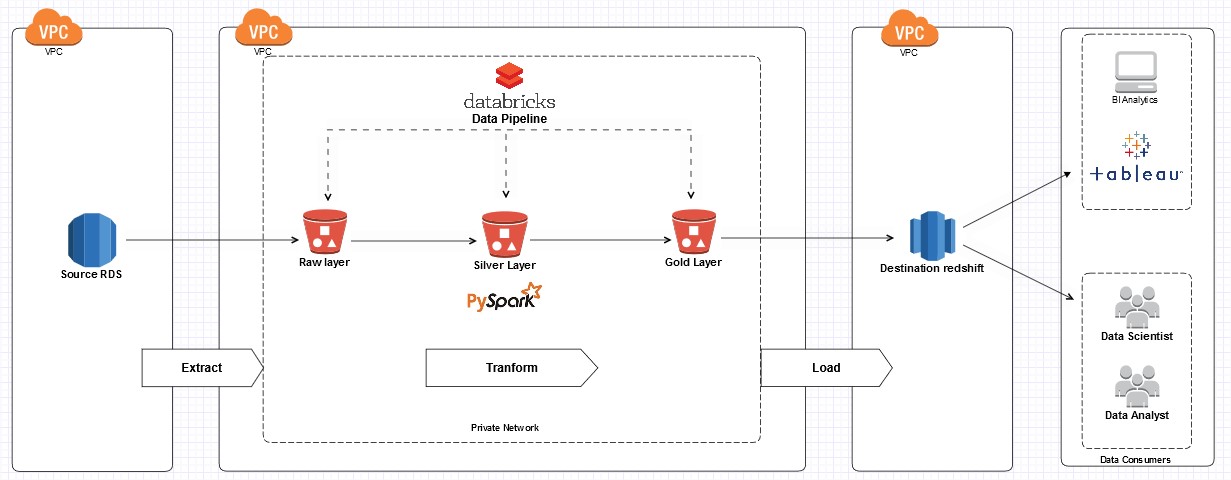 VPC
VPC
VPC
VPC
VPC
VPC
databricks
Data Pipeline
BI Analytics
+ableau
Source RDS
Raw layer
Silver Layer
Gold Layer
Destination redshift
PySpark
Data Scientist
Extract
Tranform
Load
Data Analyst
Private Network
Data Consumers